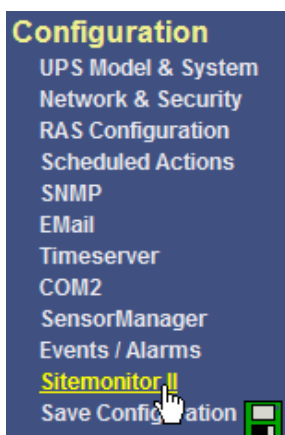 Configuration
UPS Model & System
Network & Security
RAS Configuration
Scheduled Actions
SNMP
EMail
Timeserver
COM2
SensorManager
Events / Alarms
Sitemonitor II
Save Configuration